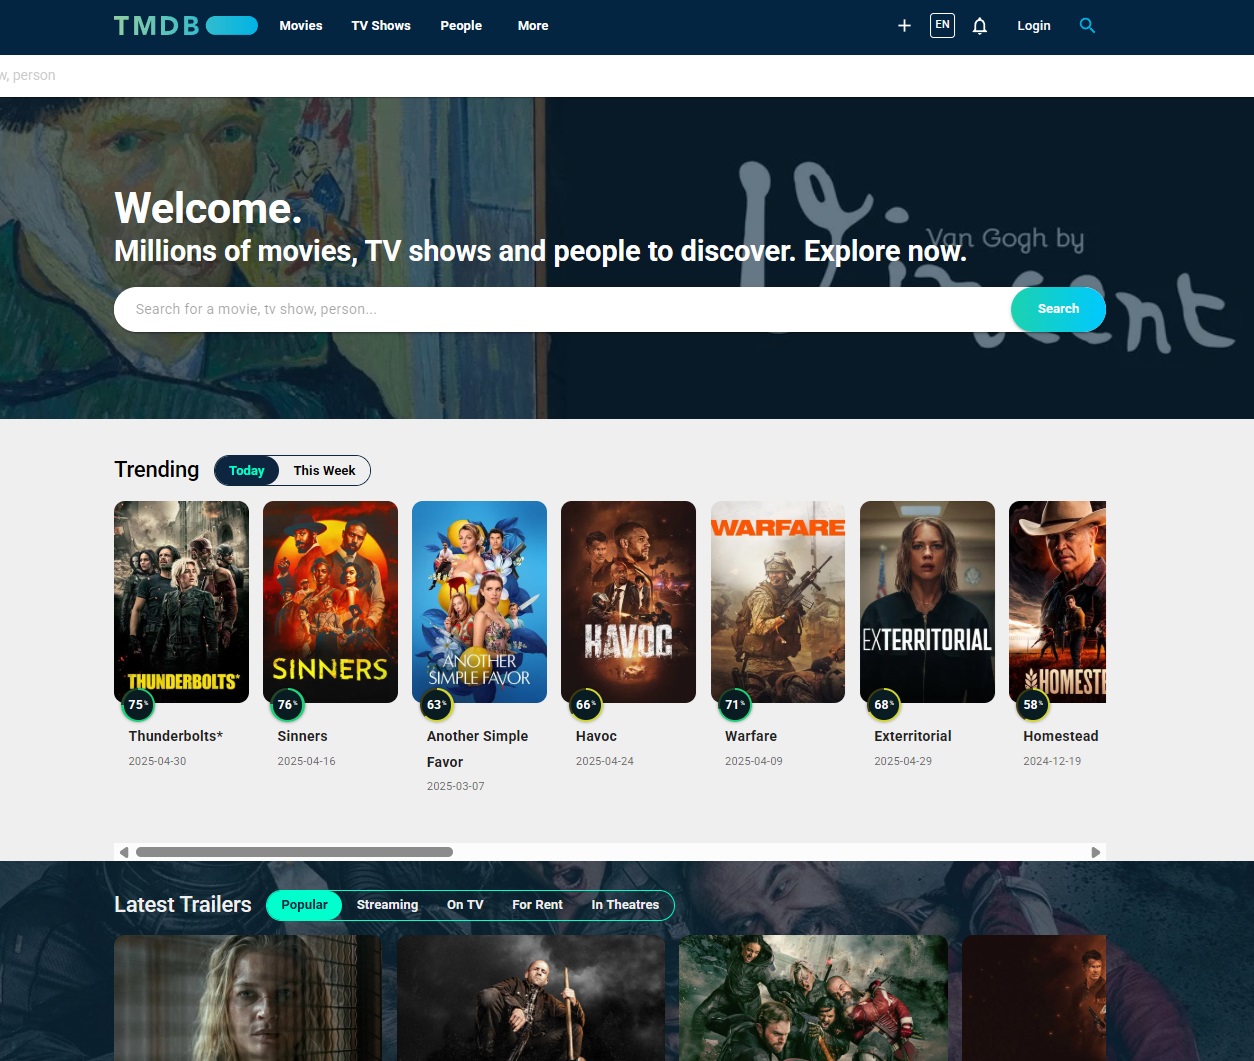 TMDB
Movies
TV Shows
People
More
EN
Login
w, person
Van Gogh by
Vincent
Welcome.
Millions of movies, TV shows and people to discover. Explore now.
Search for a movie, tv show, person...
Search
Trending
Today
This Week
THUNDERBOLTS*
SINNERS
ANOTHER
SIMPLE FAVOR
HAVOC
WARFARE
EXTERRITORIAL
HOMESTE
75%
76%
63%
66%
71%
68%
58%
Thunderbolts*
2025-04-30
Sinners
2025-04-16
Another Simple
Favor
2025-03-07
Havoc
2025-04-24
Warfare
2025-04-09
Exterritorial
2025-04-29
Homestead
2024-12-19
Latest Trailers
Popular
Streaming
On TV
For Rent
In Theatres